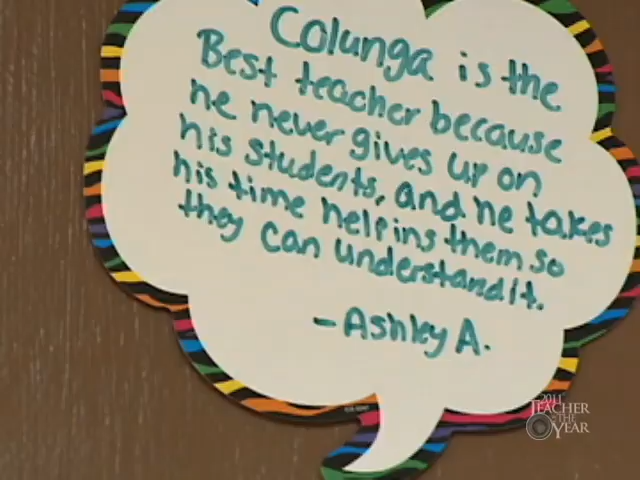 Colunga is the
Best teacher because
he never gives up on
his students, and he takes
his time helping them so
they can understand it.
- Ashley A.
2011
TEACHER
OF THE
YEAR